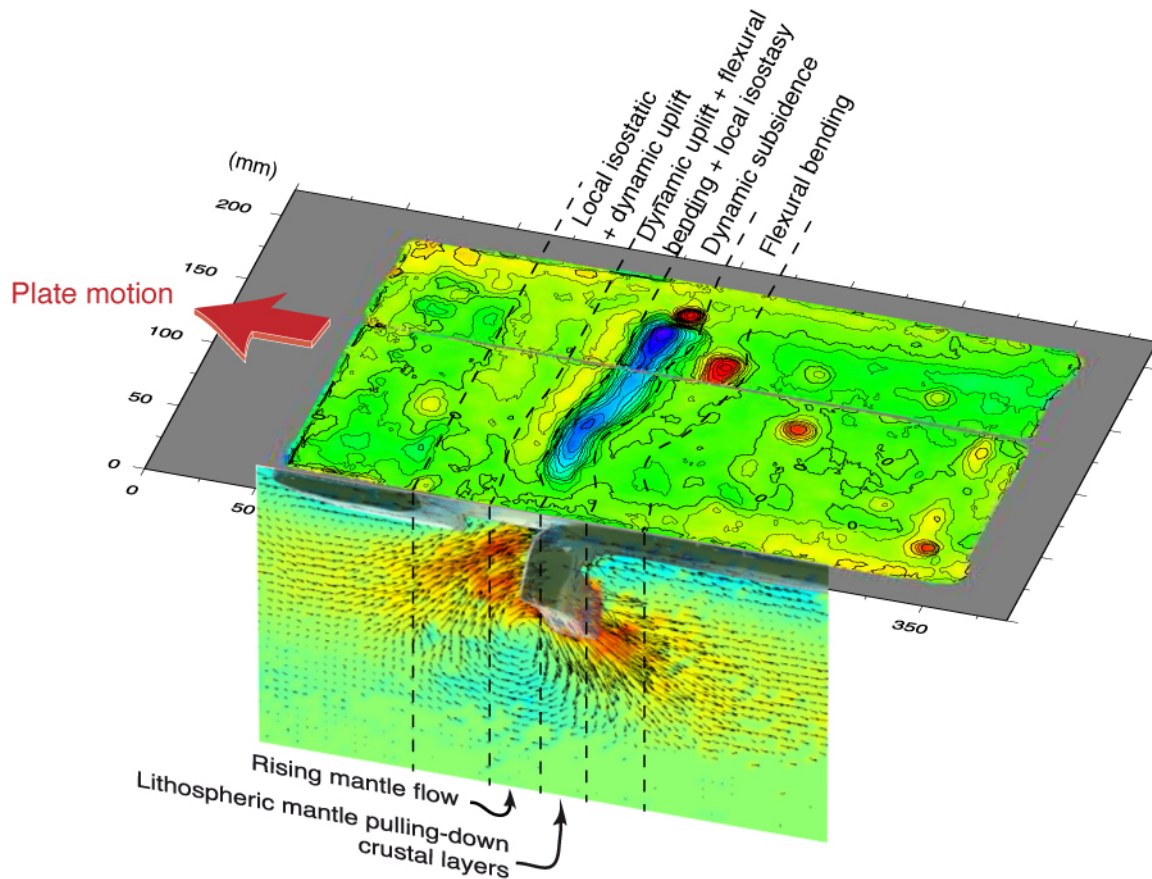 Local isostatic
+ dynamic uplift
Dynamic uplift + flexural
bending + local isostasy
Dynamic subsidence
Flexural bending
(mm)
200
150
100
50
0
Plate motion
0
50
350
Rising mantle flow
Lithospheric mantle pulling-down
crustal layers